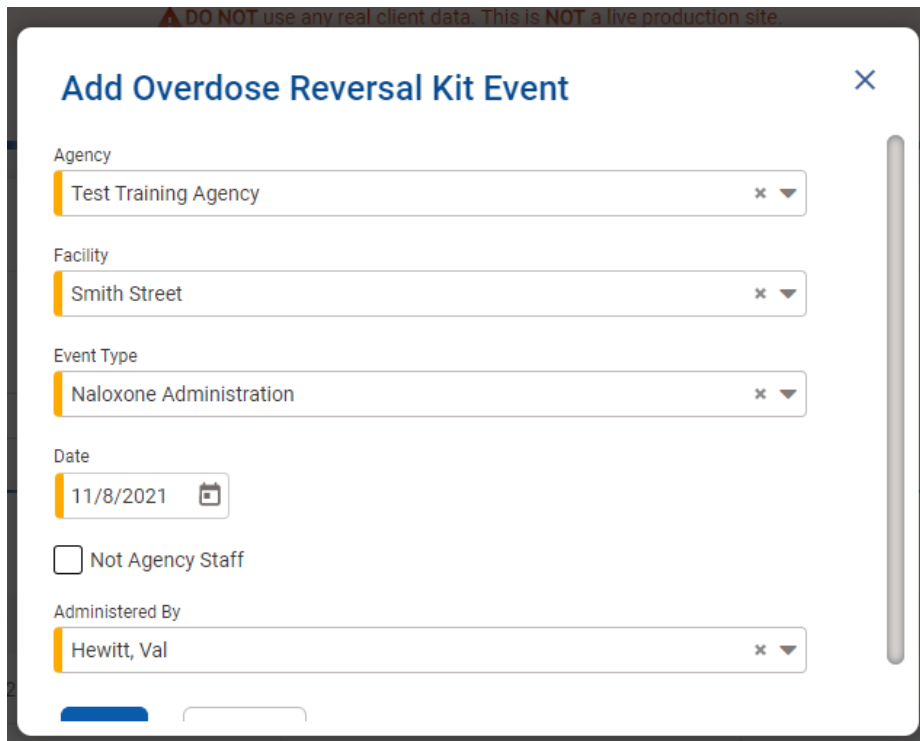 DO NOT use any real client data. This is NOT a live production site.
Add Overdose Reversal Kit Event
Agency
Test Training Agency
Facility
Smith Street
Event Type
Naloxone Administration
Date
11/8/2021
Not Agency Staff
Administered By
Hewitt, Val
2